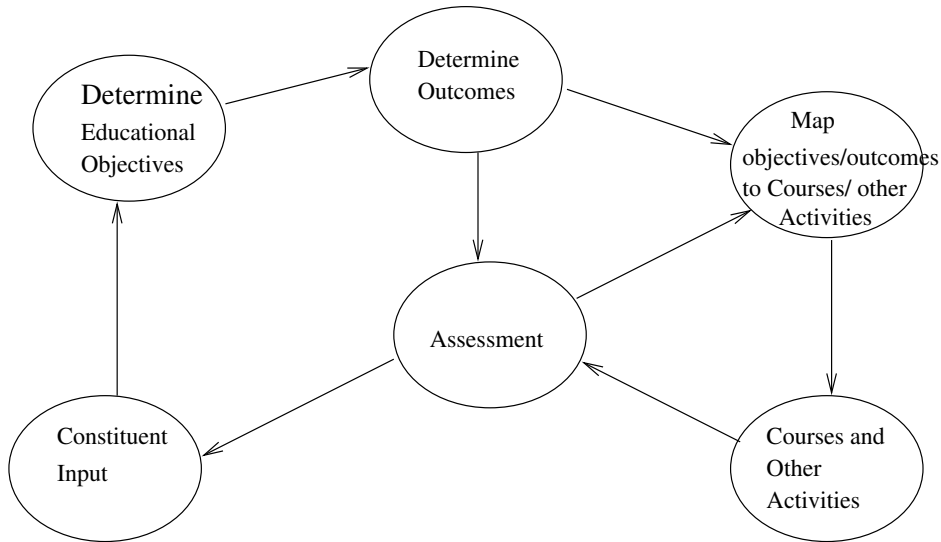 Determine
Educational
Objectives
Determine
Outcomes
Map
objectives/outcomes
to Courses/ other
Activities
Assessment
Constituent
Input
Courses and
Other
Activities